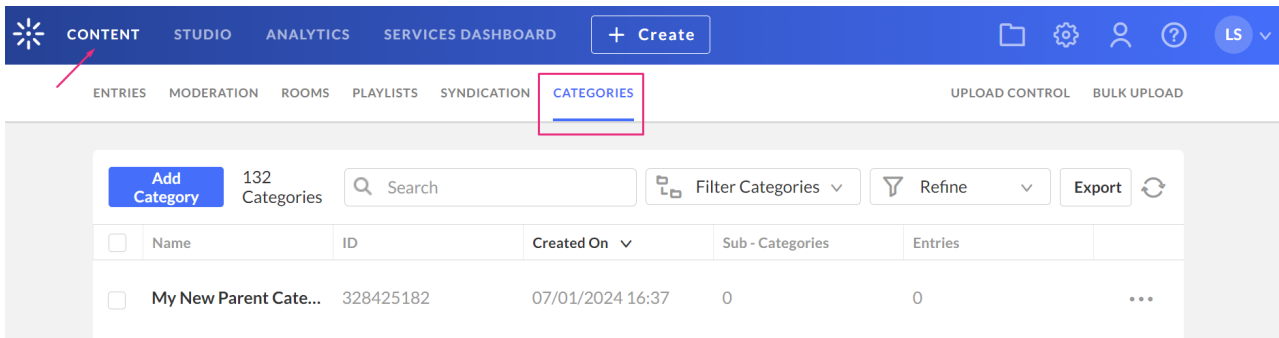 CONTENT STUDIO ANALYTICS SERVICES DASHBOARD + Create LS
ENTRIES MODERATION ROOMS PLAYLISTS SYNDICATION CATEGORIES UPLOAD CONTROL BULK UPLOAD
Add Category 132 Categories Search Filter Categories Refine Export
Name ID Created On Sub - Categories Entries
My New Parent Cate... 328425182 07/01/2024 16:37 0 0